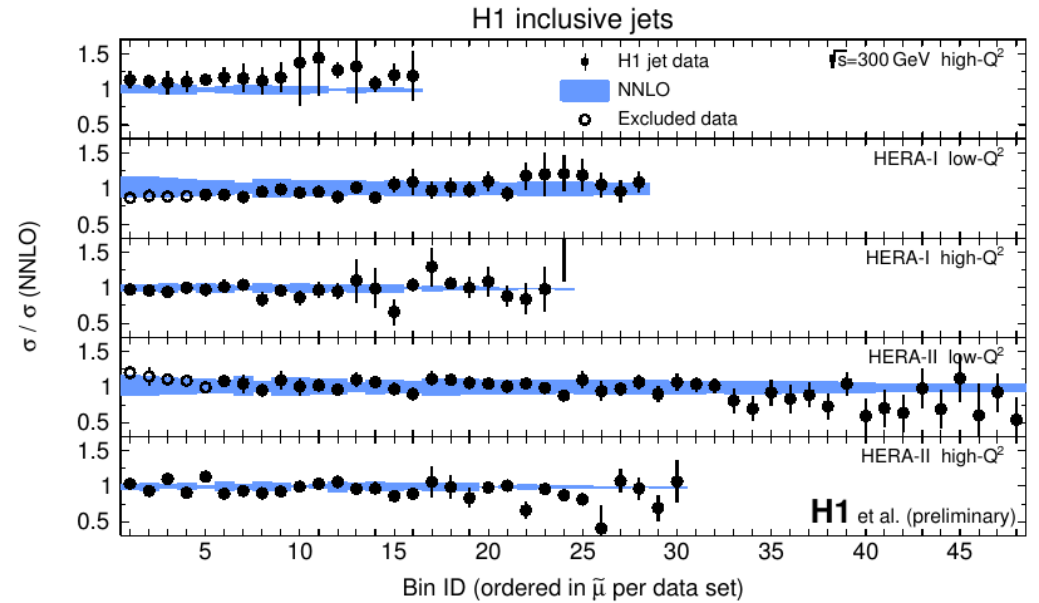 H1 inclusive jets
1.5
1
0.5
H1 jet data
NNLO
Excluded data
√s=300 GeV high-Q²
1.5
1
0.5
HERA-I low-Q²
1.5
1
0.5
HERA-I high-Q²
1.5
1
0.5
HERA-II low-Q²
1.5
1
0.5
HERA-II high-Q²
H1 et al. (preliminary)
σ / σ (NNLO)
5 10 15 20 25 30 35 40 45
Bin ID (ordered in μ̃ per data set)